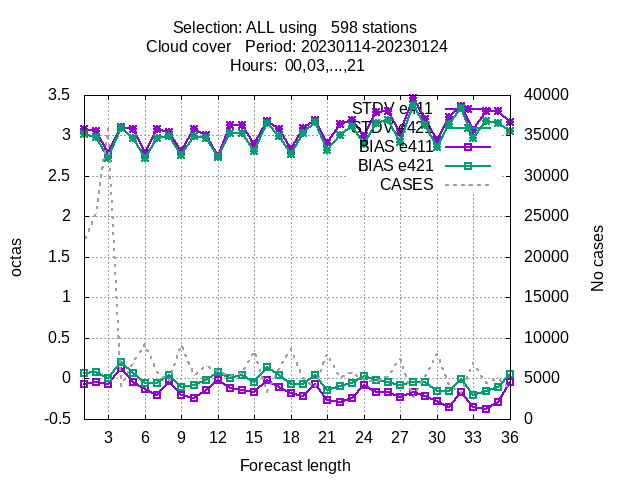 Selection: ALL using 598 stations
Cloud cover Period: 20230114-20230124
Hours: 00,03,...,21
3.5
3
2.5
2
1.5
1
0.5
0
-0.5
octas
40000
35000
30000
25000
20000
15000
10000
5000
0
No cases
STDV e411
STDV e421
BIAS e411
BIAS e421
CASES
3 6 9 12 15 18 21 24 27 30 33 36
Forecast length